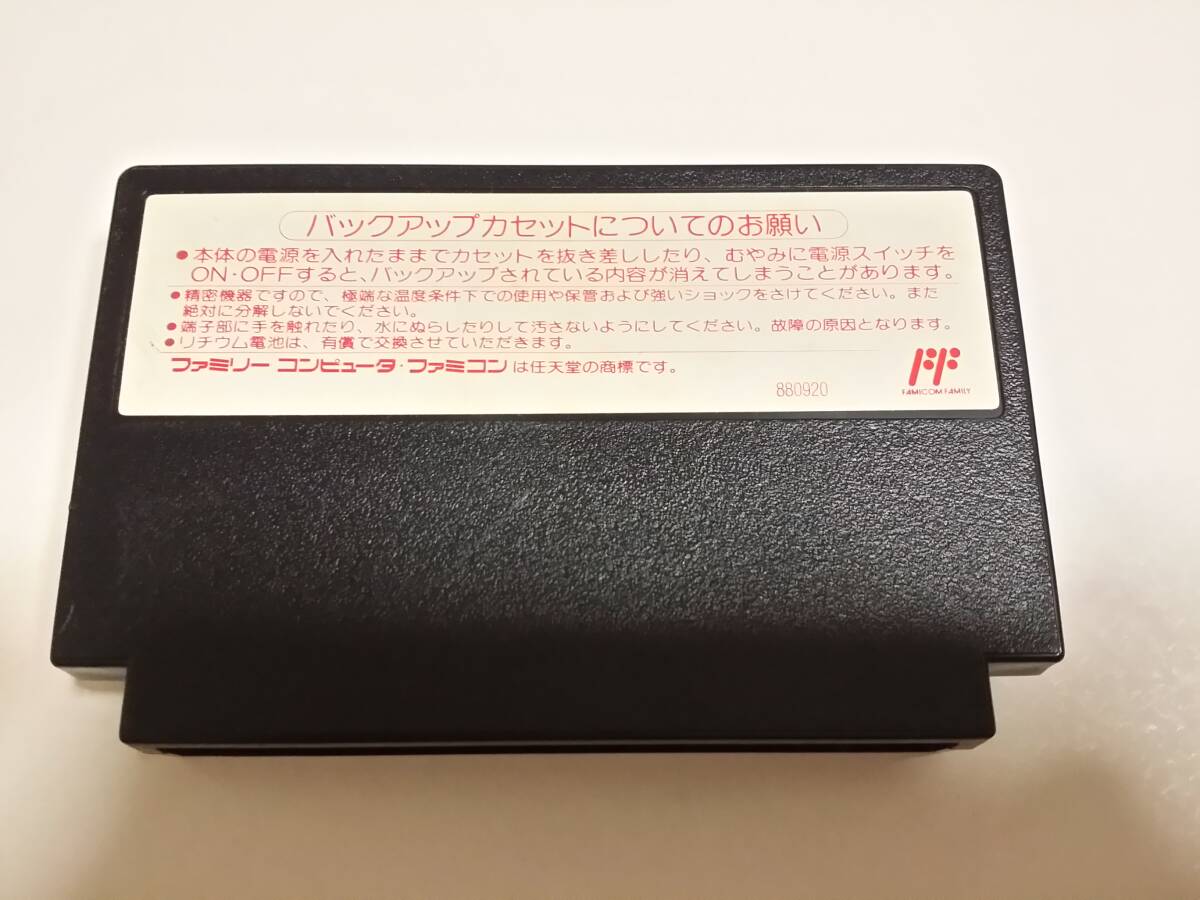 バックアップカセットについてのお願い
●本体の電源を入れたままでカセットを抜き差ししたり、むやみに電源スイッチを
ON・OFFすると、バックアップされている内容が消えてしまうことがあります。
●精密機器ですので、極端な温度条件下での使用や保管および強いショックをさけてください。また
絶対に分解しないでください。
●端子部に手を触れたり、水にぬらしたりして汚さないようにしてください。故障の原因となります。
●リチウム電池は、有償で交換させていただきます。
ファミリー コンピュータ・ファミコン は任天堂の商標です。
880920
FAMICOM FAMILY